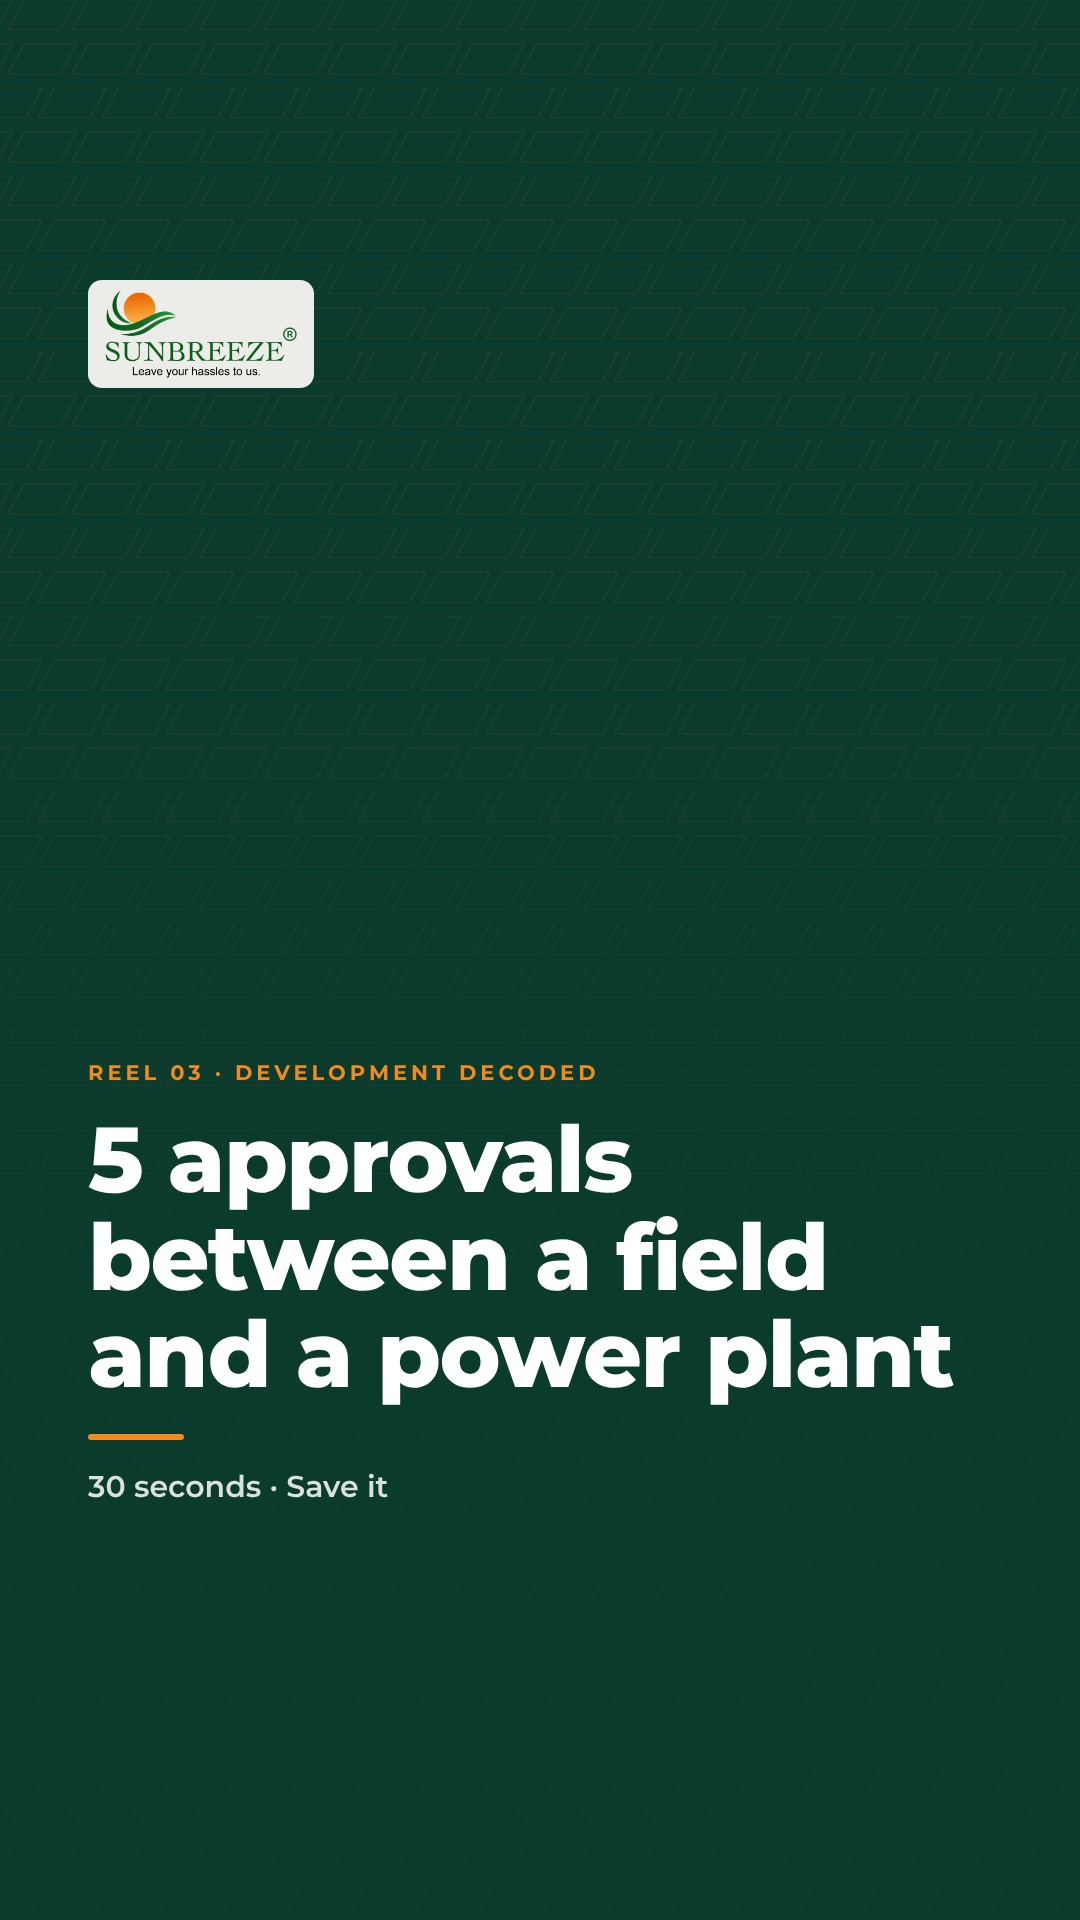 SUNBREEZE®
Leave your hassles to us.
REEL 03 · DEVELOPMENT DECODED
5 approvals
between a field
and a power plant
30 seconds · Save it